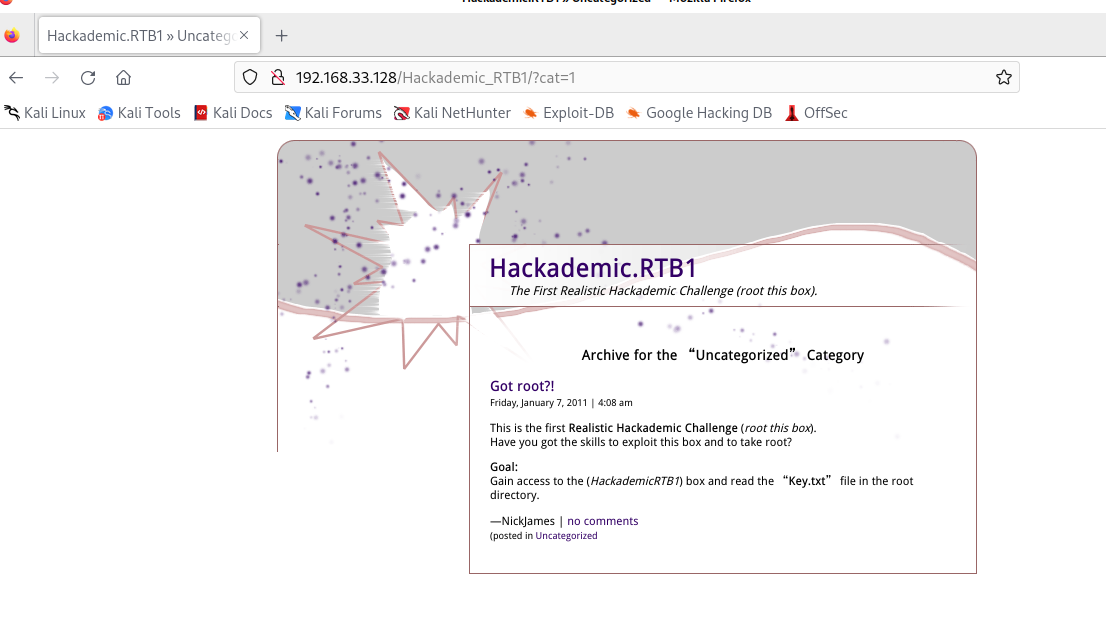 Hackademic.RTB1 » Uncategorized — Mozilla Firefox
Hackademic.RTB1 » Uncateg
192.168.33.128/Hackademic_RTB1/?cat=1
Kali Linux Kali Tools Kali Docs Kali Forums Kali NetHunter Exploit-DB Google Hacking DB OffSec
Hackademic.RTB1
The First Realistic Hackademic Challenge (root this box).
Archive for the “Uncategorized” Category
Got root?!
Friday, January 7, 2011 | 4:08 am
This is the first Realistic Hackademic Challenge (root this box).
Have you got the skills to exploit this box and to take root?
Goal:
Gain access to the (HackademicRTB1) box and read the “Key.txt” file in the root
directory.
—NickJames | no comments
(posted in Uncategorized